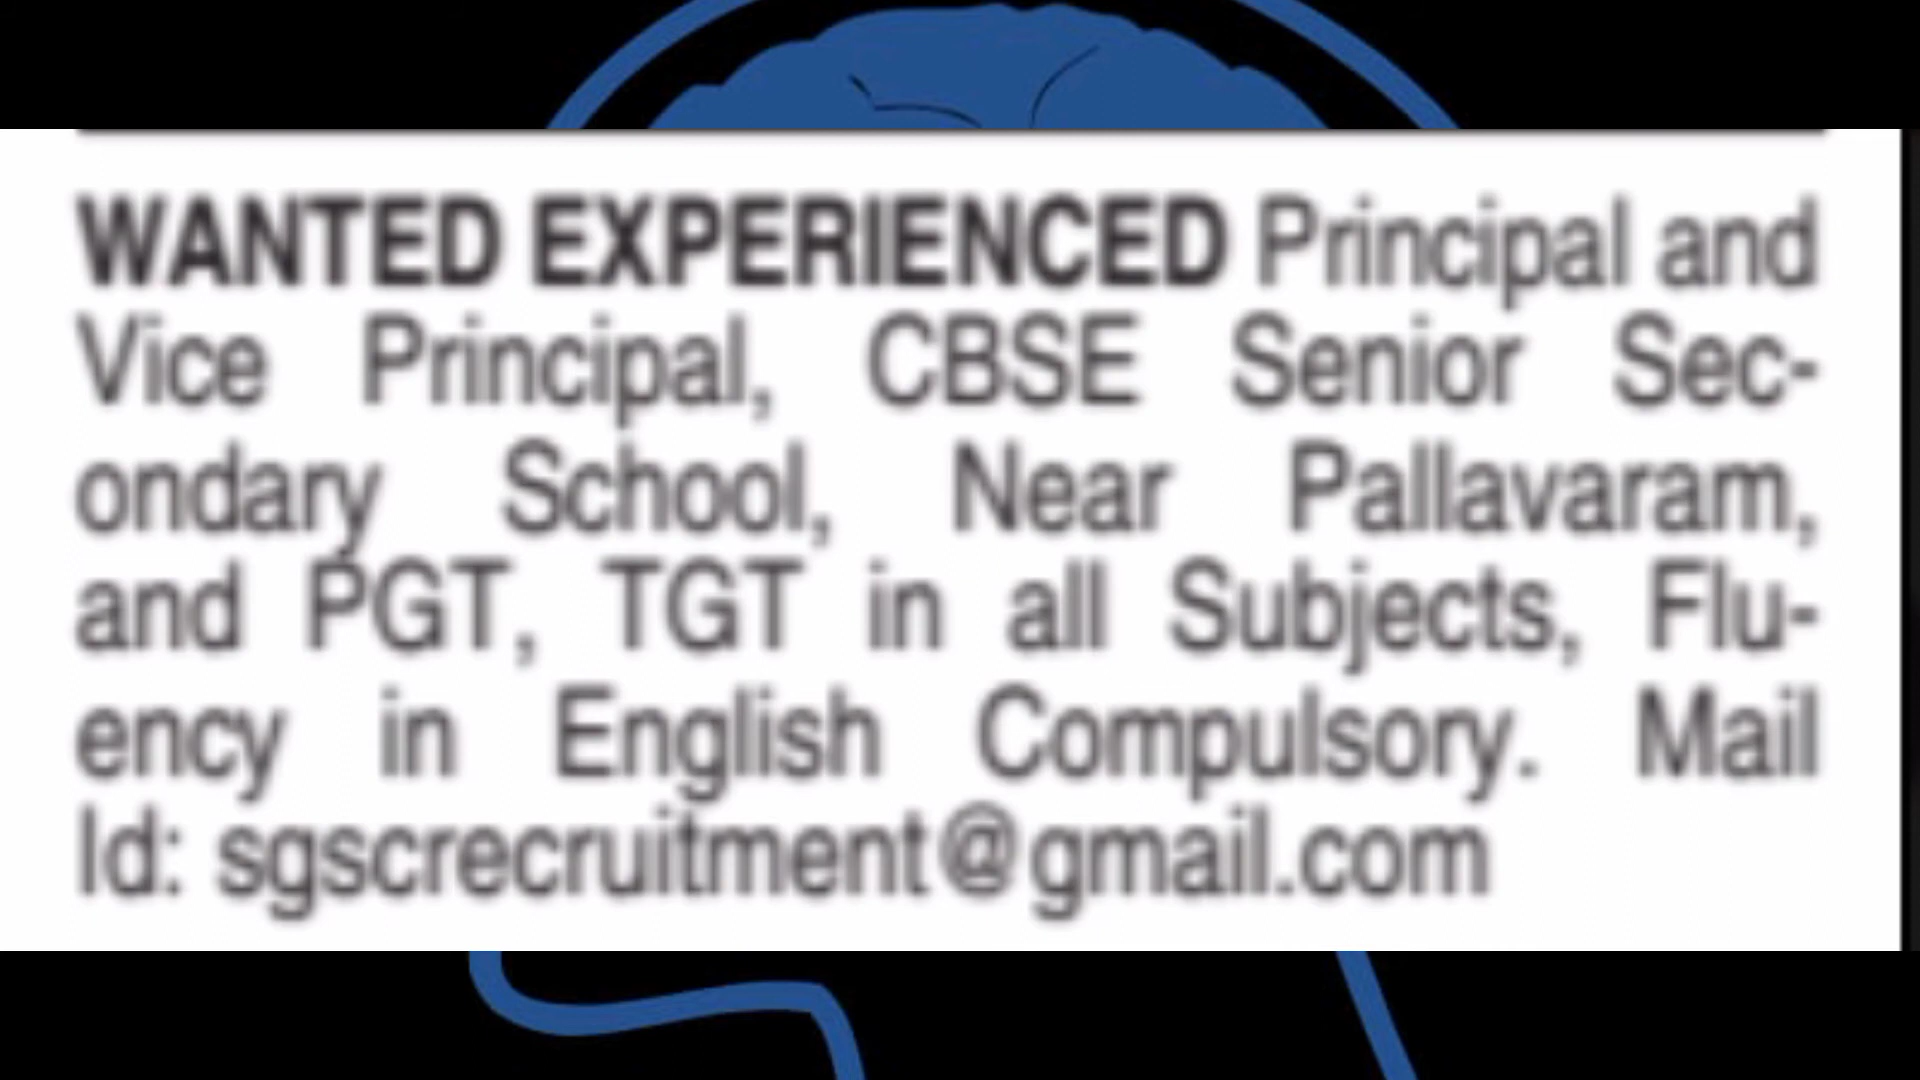 WANTED EXPERIENCED Principal and
Vice Principal, CBSE Senior Sec-
ondary School, Near Pallavaram,
and PGT, TGT in all Subjects, Flu-
ency in English Compulsory. Mail
Id: sgscrecruitment@gmail.com